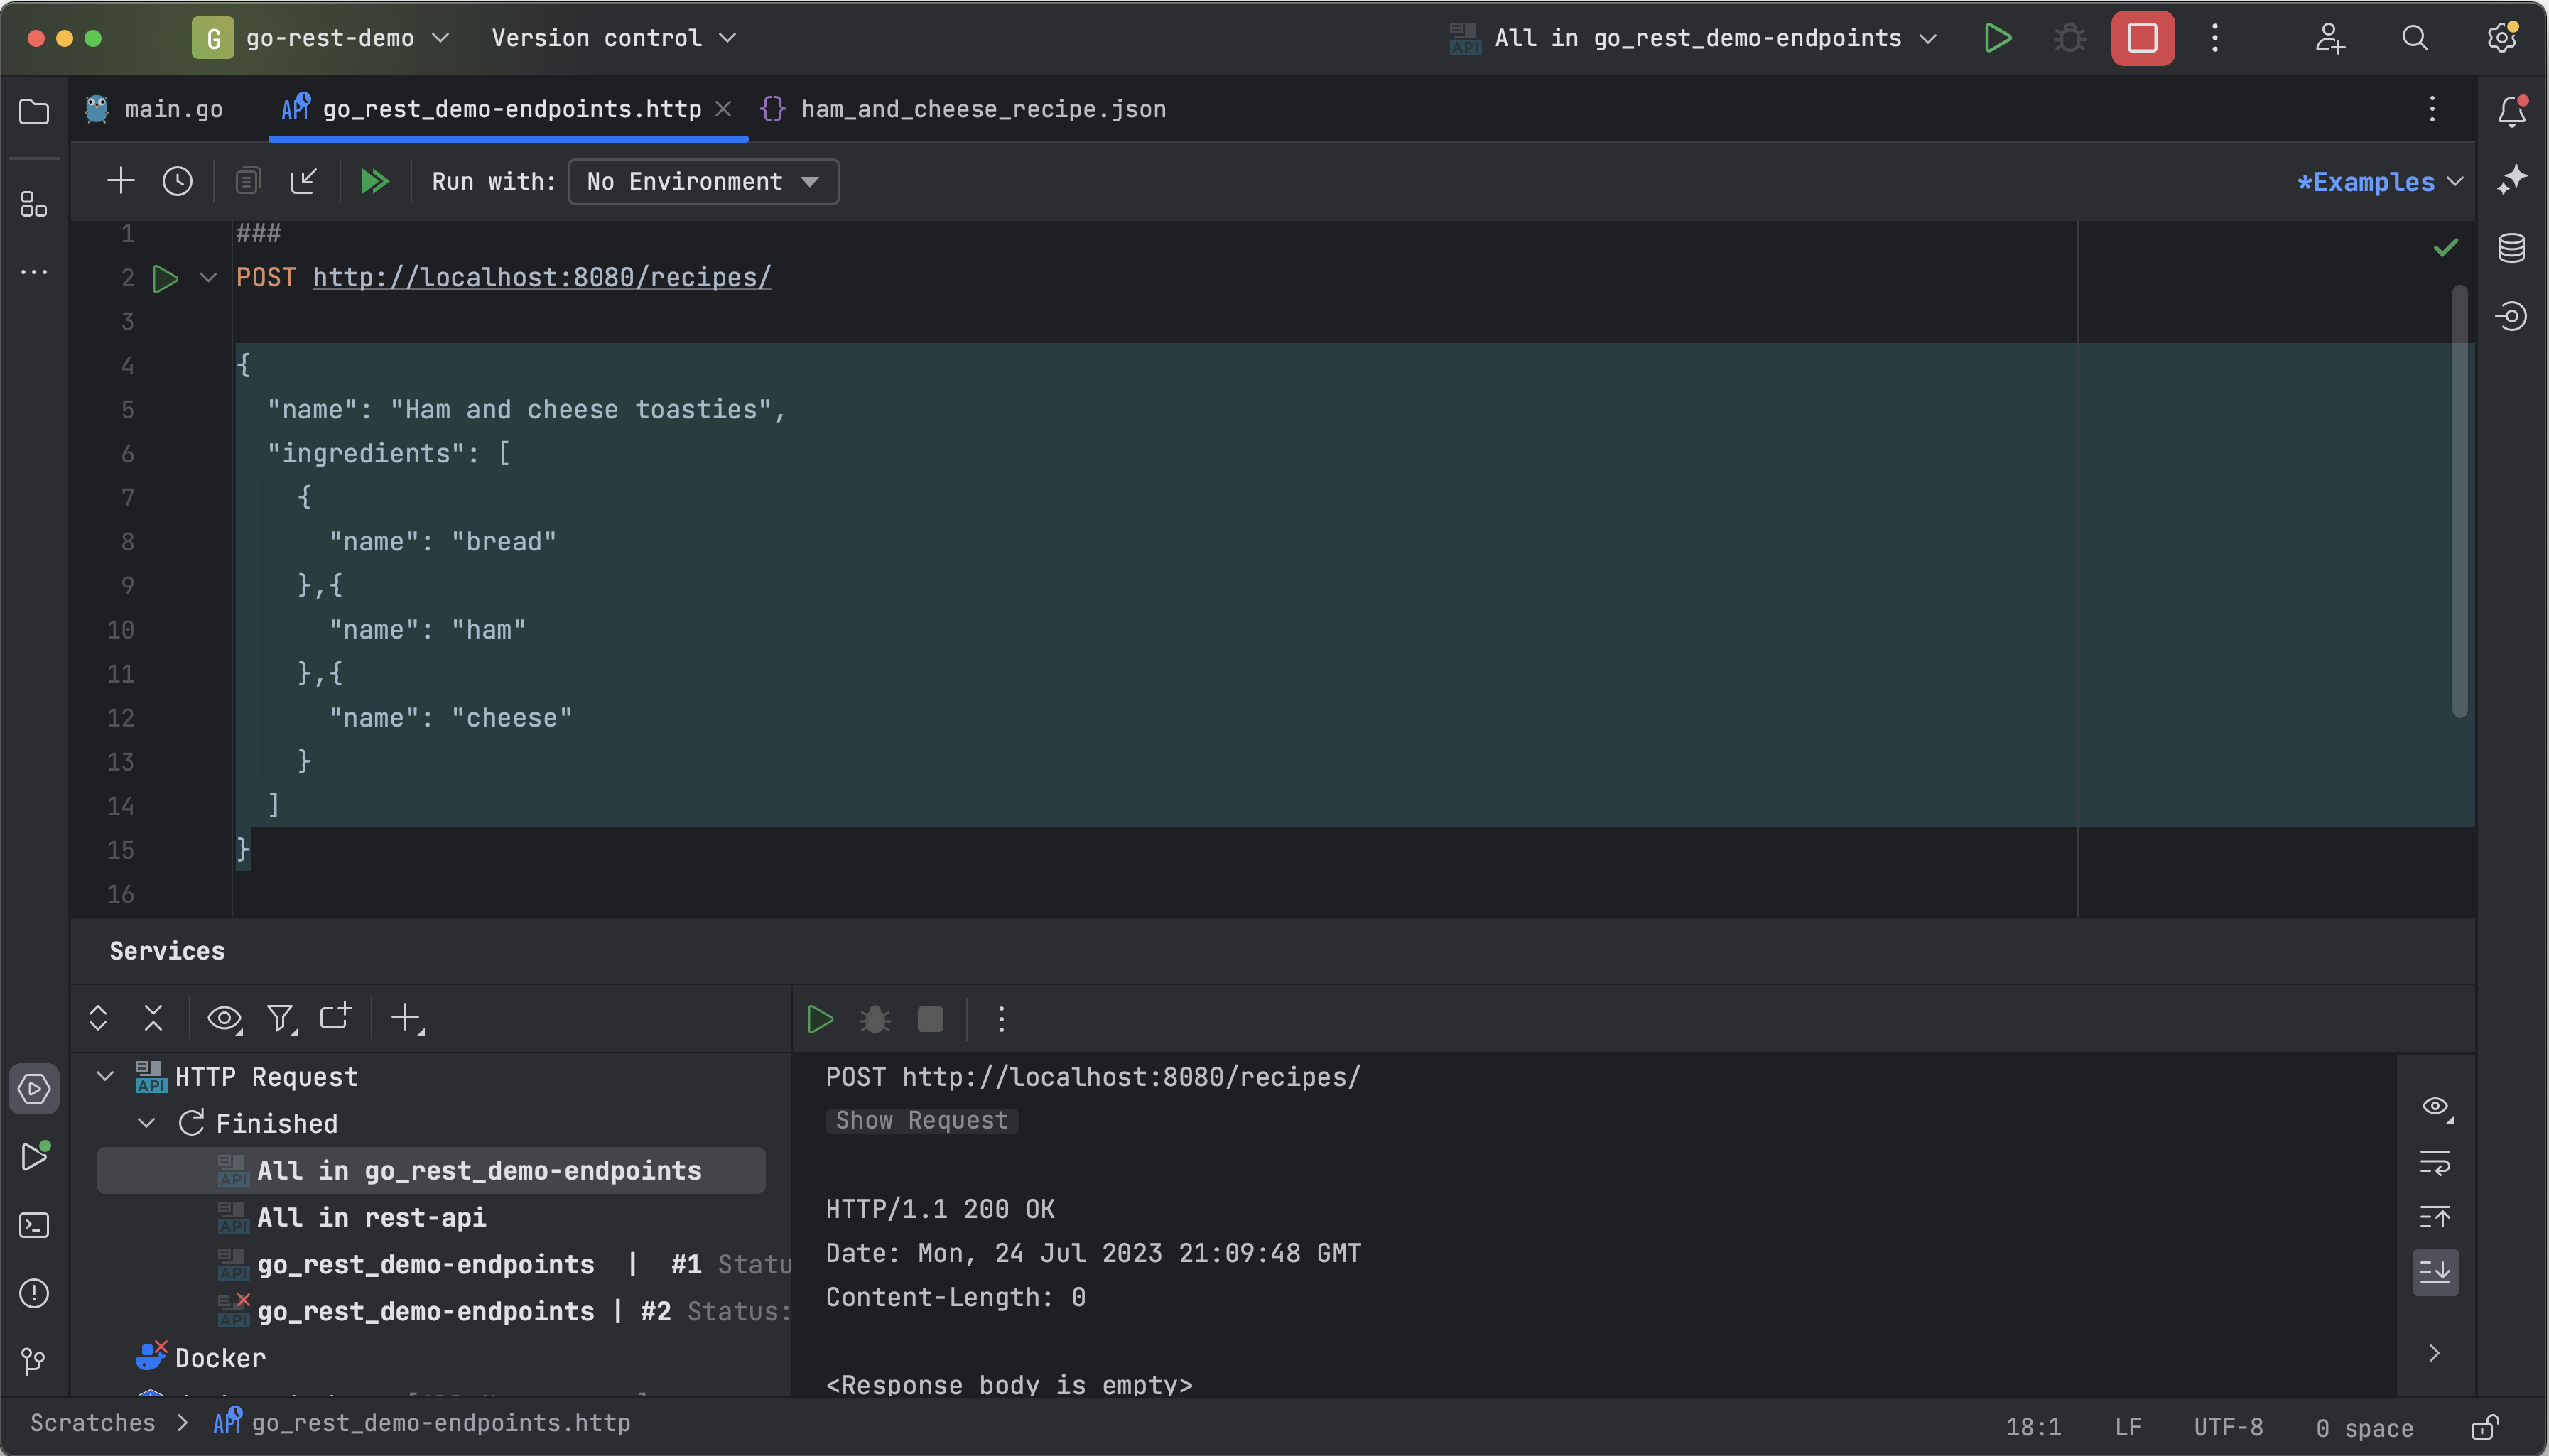 G go-rest-demo Version control All in go_rest_demo-endpoints
main.go go_rest_demo-endpoints.http ham_and_cheese_recipe.json
Run with: No Environment *Examples
1 ###
2 POST http://localhost:8080/recipes/
3
4 {
5 "name": "Ham and cheese toasties",
6 "ingredients": [
7 {
8 "name": "bread"
9 },{
10 "name": "ham"
11 },{
12 "name": "cheese"
13 }
14 ]
15 }
16
Services
HTTP Request
Finished
All in go_rest_demo-endpoints
All in rest-api
go_rest_demo-endpoints | #1 Statu
go_rest_demo-endpoints | #2 Status:
Docker
POST http://localhost:8080/recipes/
Show Request
HTTP/1.1 200 OK
Date: Mon, 24 Jul 2023 21:09:48 GMT
Content-Length: 0
<Response body is empty>
Scratches > API go_rest_demo-endpoints.http 18:1 LF UTF-8 0 space